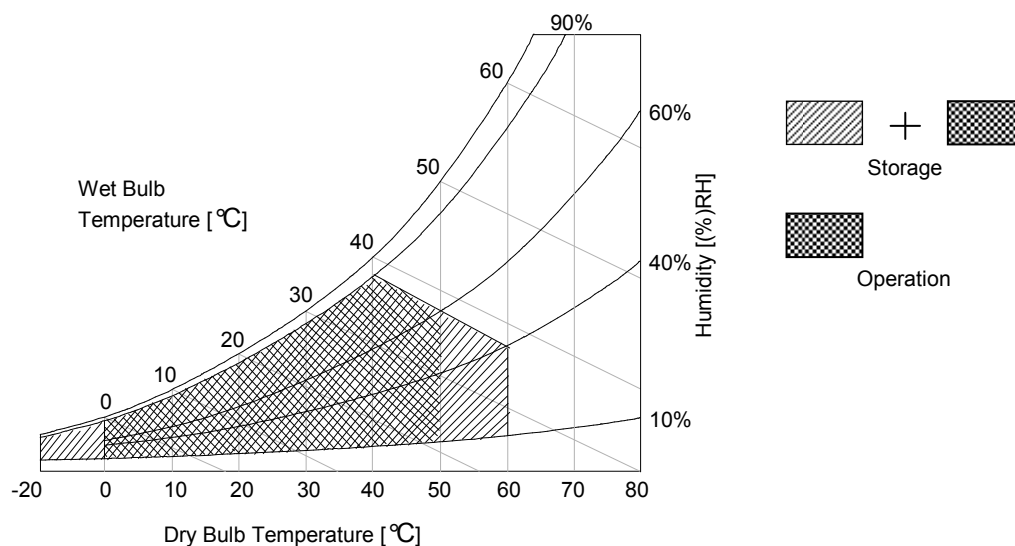 90%
60
60%
50
Wet Bulb
Temperature [℃]
40
30
20
10
0
Humidity [(%)RH]
40%
10%
-20 0 10 20 30 40 50 60 70 80
Dry Bulb Temperature [℃]
+
Storage
Operation